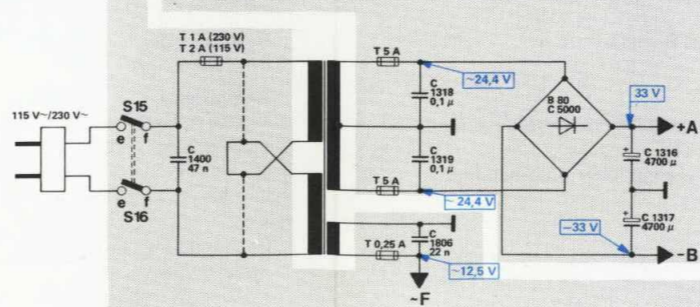 T 1 A (230 V)
T 2 A (115 V)
T 5 A
~24,4 V
C
1318
0,1 µ
B 80
C 5000
33 V
+A
115 V~/230 V~
S15
e
f
C
1400
47 n
C 1316
4700 µ
C
1319
0,1 µ
e
f
S16
T 5 A
~24,4 V
C 1317
4700 µ
C
1806
22 n
T 0,25 A
~12,5 V
-33 V
-B
~F
+
+